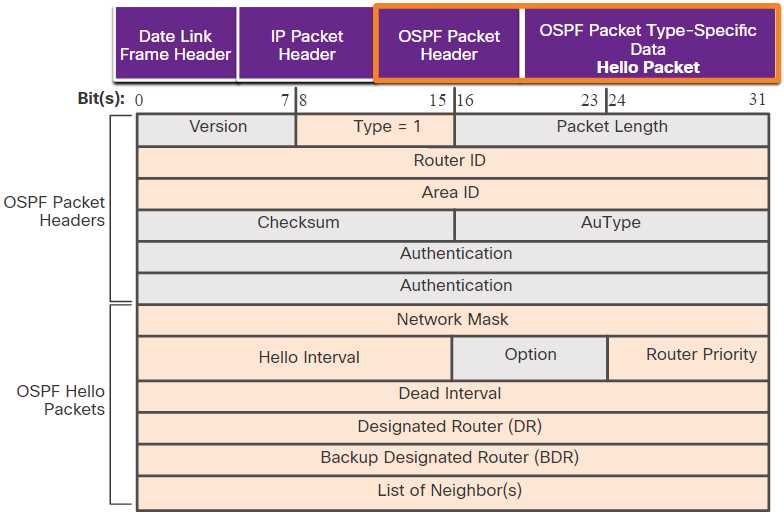 Date Link
Frame Header
IP Packet
Header
OSPF Packet
Header
OSPF Packet Type-Specific
Data
Hello Packet
Bit(s): 0 7 8 15 16 23 24 31
Version Type = 1 Packet Length
Router ID
Area ID
OSPF Packet
Headers
Checksum AuType
Authentication
Authentication
Network Mask
Hello Interval Option Router Priority
OSPF Hello
Packets
Dead Interval
Designated Router (DR)
Backup Designated Router (BDR)
List of Neighbor(s)